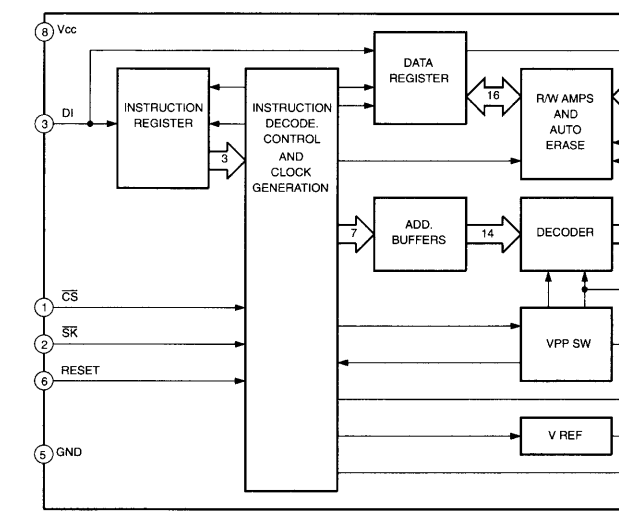 8 Vcc
DATA
REGISTER
16
R/W AMPS
AND
AUTO
ERASE
3 DI
INSTRUCTION
REGISTER
3
INSTRUCTION
DECODE.
CONTROL
AND
CLOCK
GENERATION
7
ADD.
BUFFERS
14
DECODER
1 CS
2 SK
6 RESET
VPP SW
V REF
5 GND